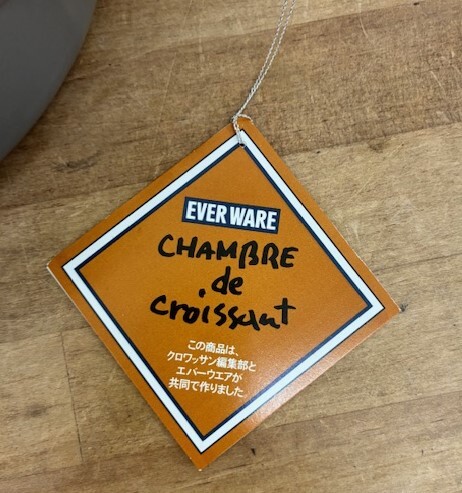 EVER WARE
CHAMBRE
de
croissant
この商品は、
クロワッサン編集部と
エバーウエアが
共同で作りました